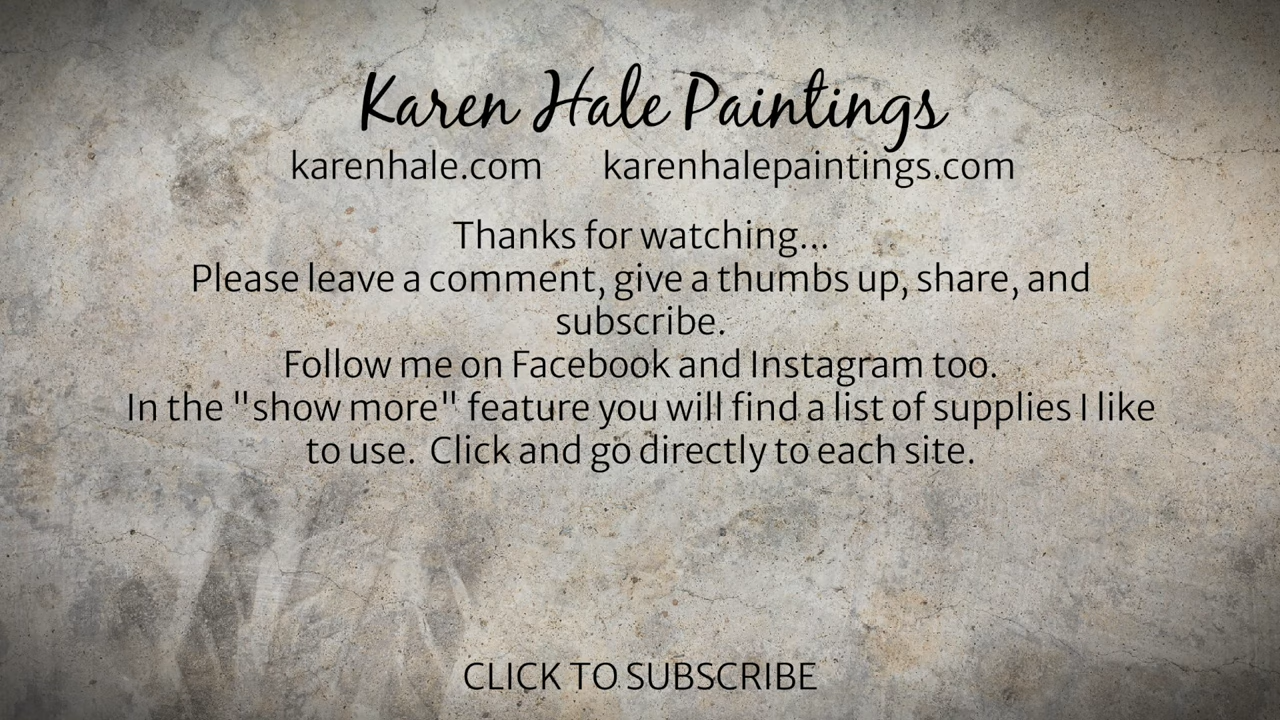 Karen Hale Paintings
karenhale.com karenhalepaintings.com
Thanks for watching...
Please leave a comment, give a thumbs up, share, and
subscribe.
Follow me on Facebook and Instagram too.
In the "show more" feature you will find a list of supplies I like
to use. Click and go directly to each site.
CLICK TO SUBSCRIBE